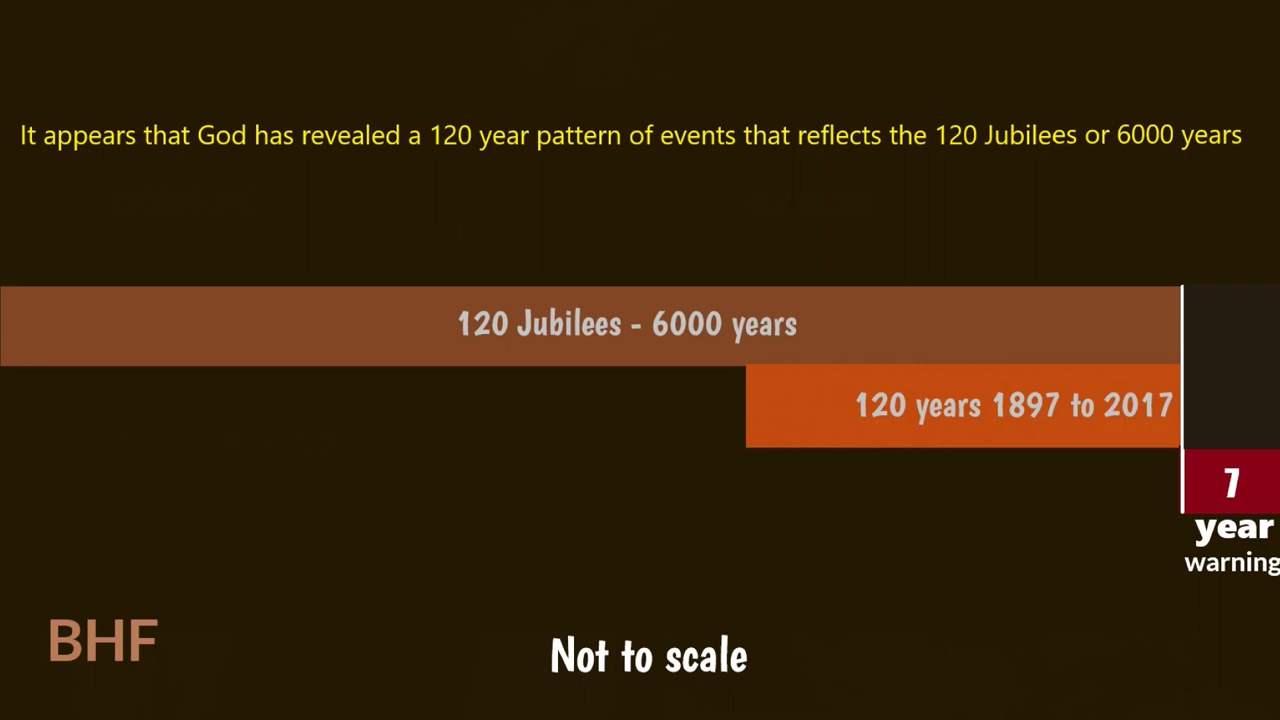 It appears that God has revealed a 120 year pattern of events that reflects the 120 Jubilees or 6000 years
120 Jubilees - 6000 years
120 years 1897 to 2017
7
year
warning
BHF
Not to scale